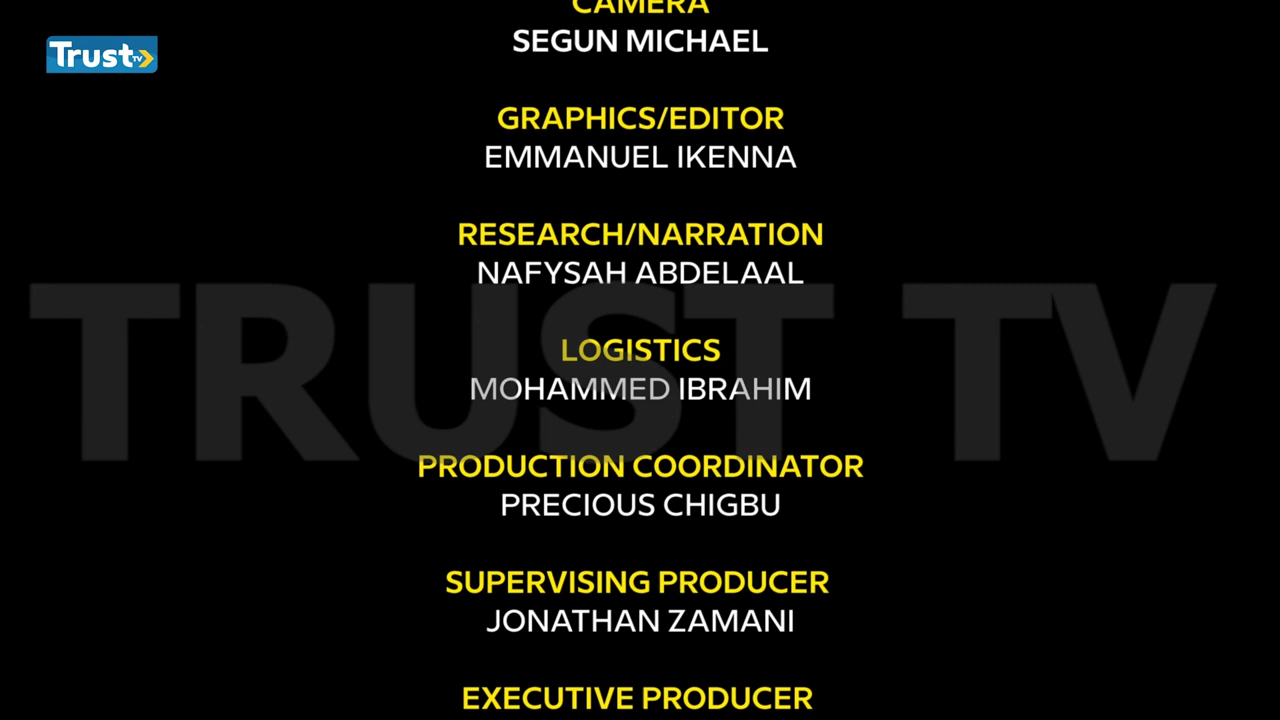 CAMERA
Trust TV
SEGUN MICHAEL
GRAPHICS/EDITOR
EMMANUEL IKENNA
RESEARCH/NARRATION
NAFYSAH ABDELAAL
TRUST TV
LOGISTICS
MOHAMMED IBRAHIM
PRODUCTION COORDINATOR
PRECIOUS CHIGBU
SUPERVISING PRODUCER
JONATHAN ZAMANI
EXECUTIVE PRODUCER